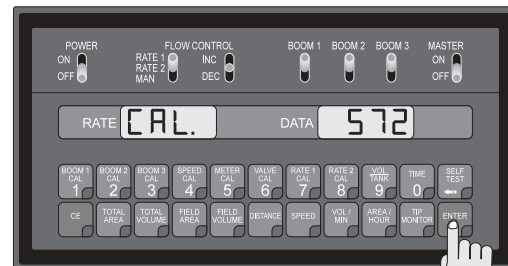 POWER FLOW CONTROL BOOM 1 BOOM 2 BOOM 3 MASTER
ON RATE 1 INC ON
RATE 2
OFF MAN DEC OFF
RATE CAL. DATA 572
BOOM 1 CAL 1 BOOM 2 CAL 2 BOOM 3 CAL 3 SPEED CAL 4 METER CAL 5 VALVE CAL 6 RATE 1 CAL 7 RATE 2 CAL 8 VOL TANK 9 TIME 0 SELF TEST
CE TOTAL AREA TOTAL VOLUME FIELD AREA FIELD VOLUME DISTANCE SPEED VOL / MIN AREA / HOUR TIP MONITOR ENTER